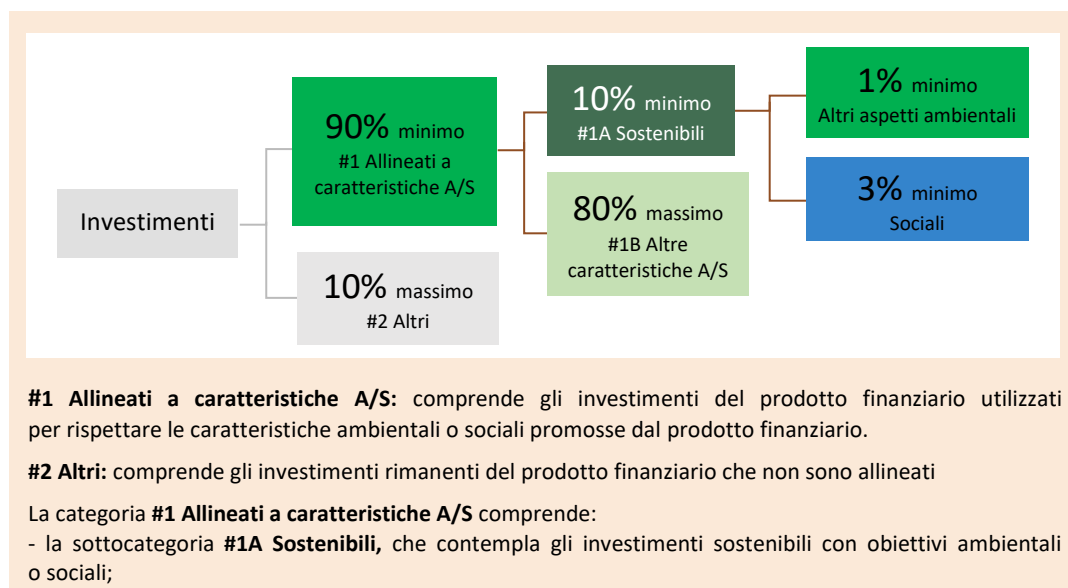 Investimenti
90% minimo
#1 Allineati a
caratteristiche A/S
10% massimo
#2 Altri
10% minimo
#1A Sostenibili
80% massimo
#1B Altre
caratteristiche A/S
1% minimo
Altri aspetti ambientali
3% minimo
Sociali
#1 Allineati a caratteristiche A/S: comprende gli investimenti del prodotto finanziario utilizzati
per rispettare le caratteristiche ambientali o sociali promosse dal prodotto finanziario.
#2 Altri: comprende gli investimenti rimanenti del prodotto finanziario che non sono allineati
La categoria #1 Allineati a caratteristiche A/S comprende:
- la sottocategoria #1A Sostenibili, che contempla gli investimenti sostenibili con obiettivi ambientali
o sociali;